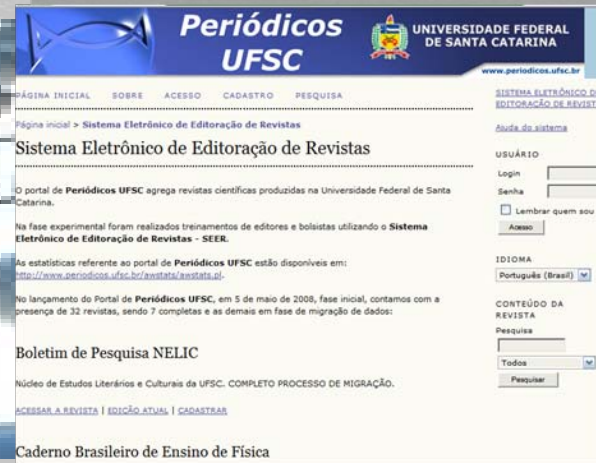 Periódicos
UFSC
UNIVERSIDADE FEDERAL
DE SANTA CATARINA
www.periodicos.ufsc.br
PÁGINA INICIAL SOBRE ACESSO CADASTRO PESQUISA
Página inicial > Sistema Eletrônico de Editoração de Revistas
Sistema Eletrônico de Editoração de Revistas
O portal de Periódicos UFSC agrega revistas científicas produzidas na Universidade Federal de Santa
Catarina.
Na fase experimental foram realizados treinamentos de editores e bolsistas utilizando o Sistema
Eletrônico de Editoração de Revistas - SEER.
As estatísticas referente ao portal de Periódicos UFSC estão disponíveis em:
http://www.periodicos.ufsc.br/awstats/awstats.pl.
No lançamento do Portal de Periódicos UFSC, em 5 de maio de 2008, fase inicial, contamos com a
presença de 32 revistas, sendo 7 completas e as demais em fase de migração de dados:
Boletim de Pesquisa NELIC
Núcleo de Estudos Literários e Culturais da UFSC. COMPLETO PROCESSO DE MIGRAÇÃO.
ACESSAR A REVISTA | EDIÇÃO ATUAL | CADASTRAR
Caderno Brasileiro de Ensino de Física
SISTEMA ELETRÔNICO D
EDITORAÇÃO DE REVIST
Ajuda do sistema
USUÁRIO
Login
Senha
Lembrar quem sou
Acesso
IDIOMA
Português (Brasil)
CONTEÚDO DA
REVISTA
Pesquisa
Todos
Pesquisar